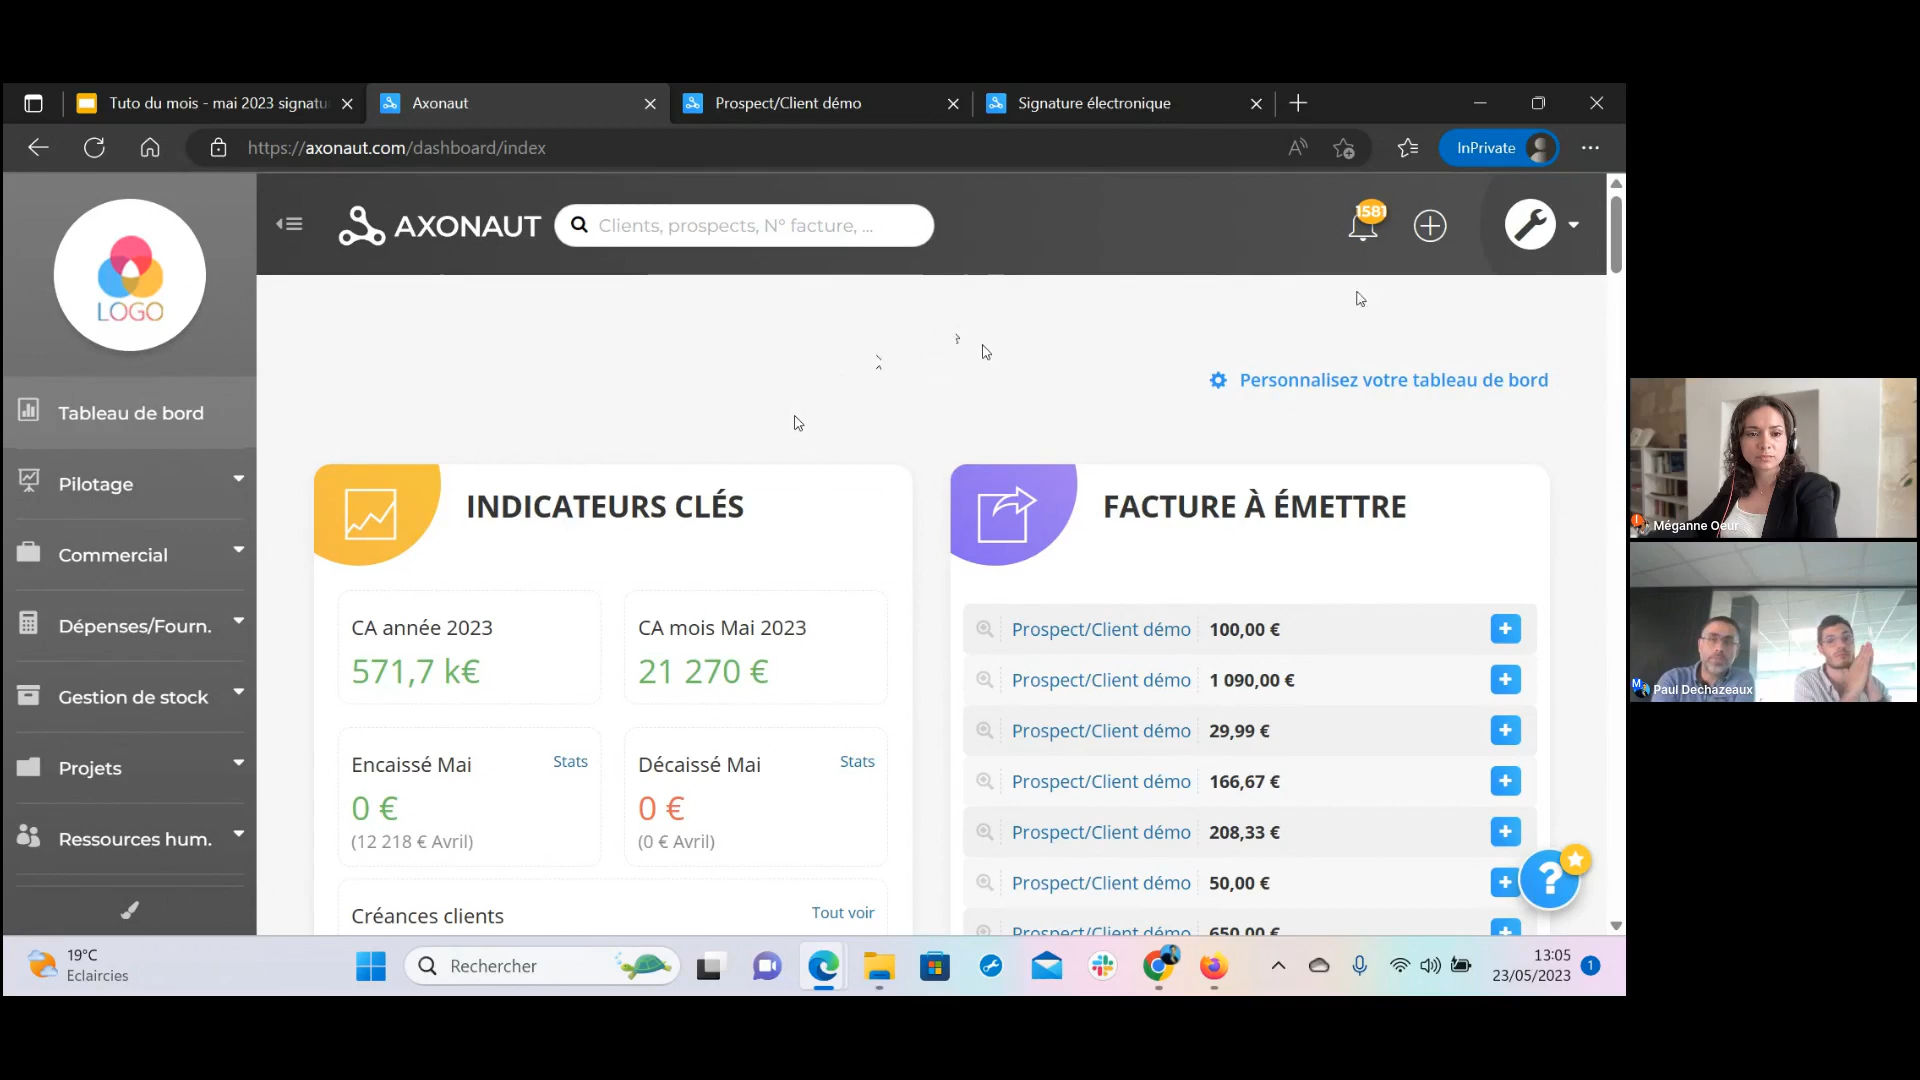 Tuto du mois - mai 2023 signatu
Axonaut
Prospect/Client démo
Signature électronique
https://axonaut.com/dashboard/index
InPrivate
LOGO
AXONAUT
Clients, prospects, N° facture, ...
1581
Tableau de bord
Pilotage
Commercial
Dépenses/Fourn.
Gestion de stock
Projets
Ressources hum.
Personnalisez votre tableau de bord
INDICATEURS CLÉS
CA année 2023
571,7 k€
CA mois Mai 2023
21 270 €
Encaissé Mai
Stats
0 €
(12 218 € Avril)
Décaissé Mai
Stats
0 €
(0 € Avril)
Créances clients
Tout voir
FACTURE À ÉMETTRE
Prospect/Client démo 100,00 €
Prospect/Client démo 1 090,00 €
Prospect/Client démo 29,99 €
Prospect/Client démo 166,67 €
Prospect/Client démo 208,33 €
Prospect/Client démo 50,00 €
Prospect/Client démo 650,00 €
?
Méganne Oeur
Paul Dechazeaux
19°C
Eclaircies
Rechercher
13:05
23/05/2023
1